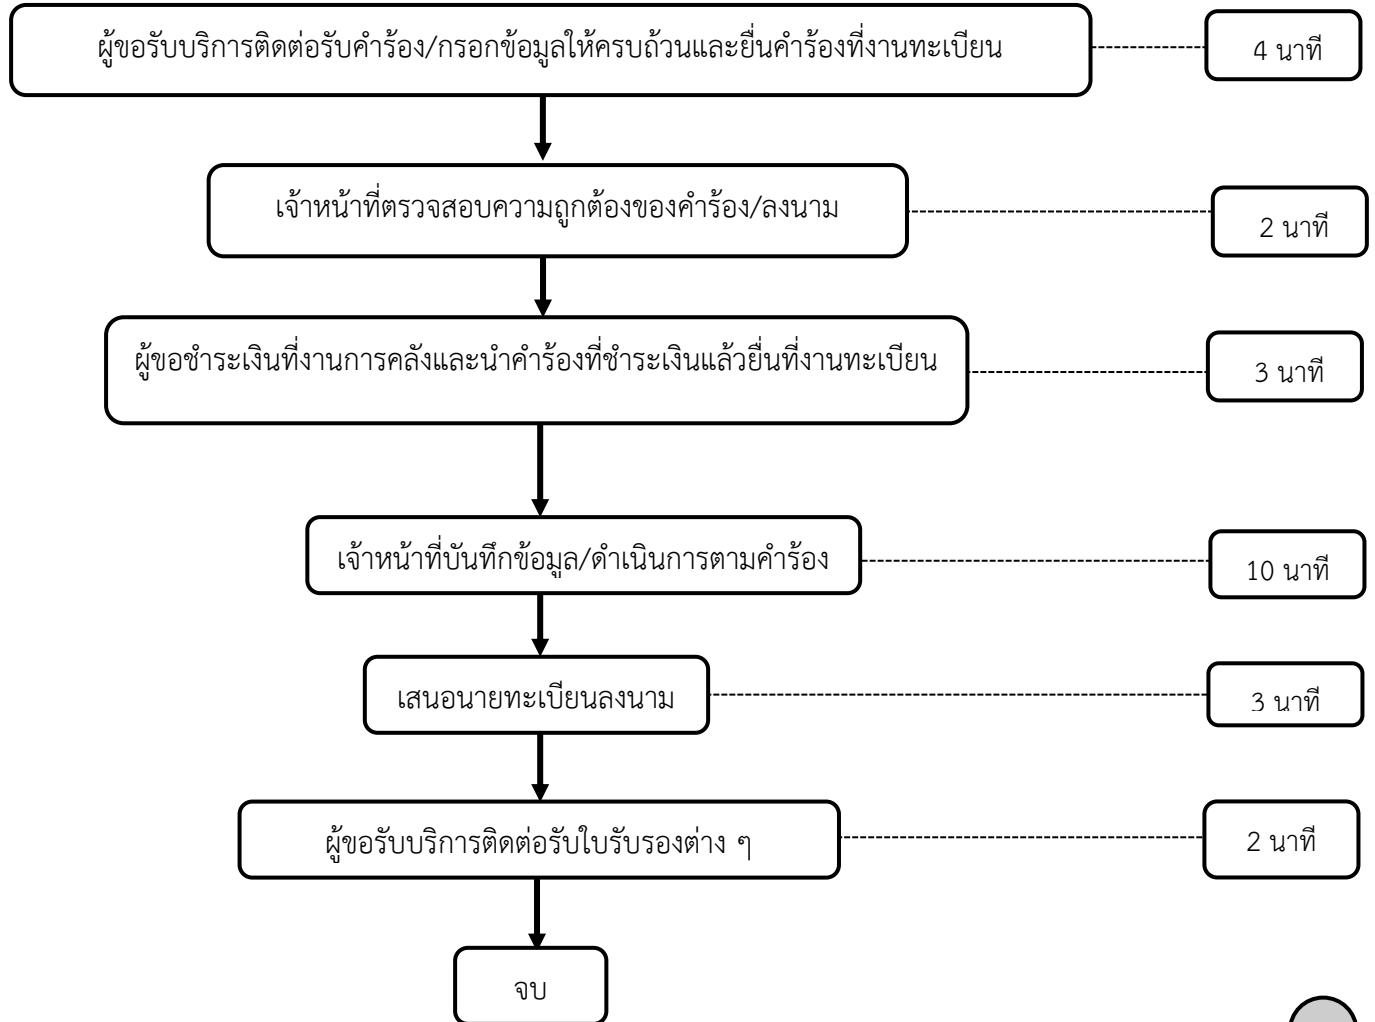 ผู้ขอรับบริการติดต่อรับคำร้อง/กรอกข้อมูลให้ครบถ้วนและยื่นคำร้องที่งานทะเบียน
4 นาที
เจ้าหน้าที่ตรวจสอบความถูกต้องของคำร้อง/ลงนาม
2 นาที
ผู้ขอชำระเงินที่งานการคลังและนำคำร้องที่ชำระเงินแล้วยื่นที่งานทะเบียน
3 นาที
เจ้าหน้าที่บันทึกข้อมูล/ดำเนินการตามคำร้อง
10 นาที
เสนอนายทะเบียนลงนาม
3 นาที
ผู้ขอรับบริการติดต่อรับใบรับรองต่าง ๆ
2 นาที
จบ